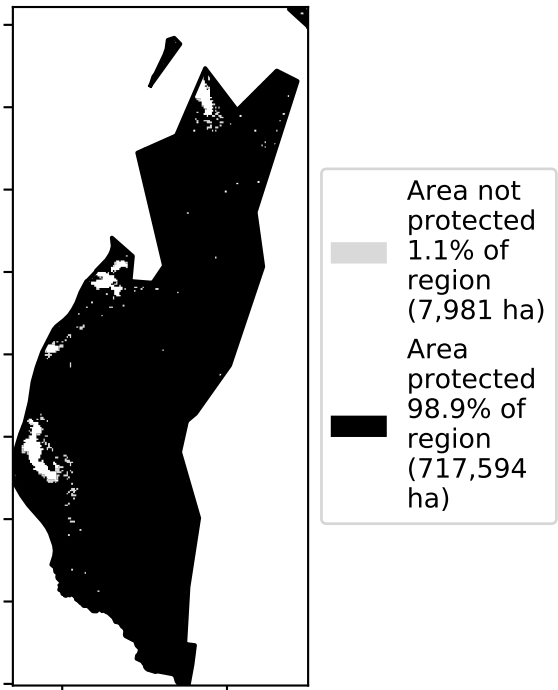 Area not
protected
1.1% of
region
(7,981 ha)
Area
protected
98.9% of
region
(717,594
ha)